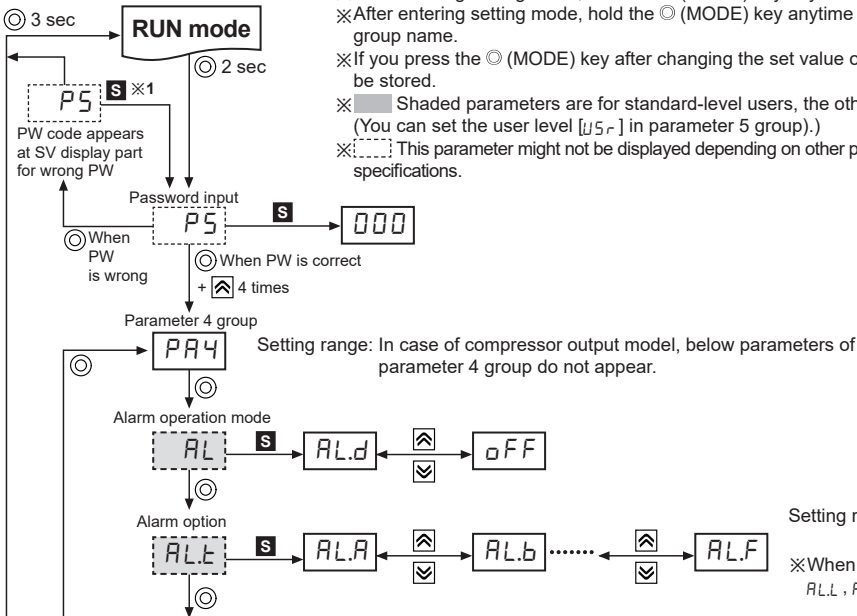 3 sec
RUN mode
2 sec
※After entering setting mode, hold the ◎ (MODE) key anytime
group name.
※If you press the ◎ (MODE) key after changing the set value
be stored.
※ Shaded parameters are for standard-level users, the
(You can set the user level [USr] in parameter 5 group).)
※ This parameter might not be displayed depending on other
specifications.
PS S ※1
PW code appears
at SV display part
for wrong PW
Password input
PS S 000
When
PW
is wrong
When PW is correct
+ 4 times
Parameter 4 group
PA4
Setting range: In case of compressor output model, below parameters of
parameter 4 group do not appear.
Alarm operation mode
AL S AL.d oFF
Alarm option
AL.t S AL.A AL.b AL.F
Setting
※When
AL.L ,